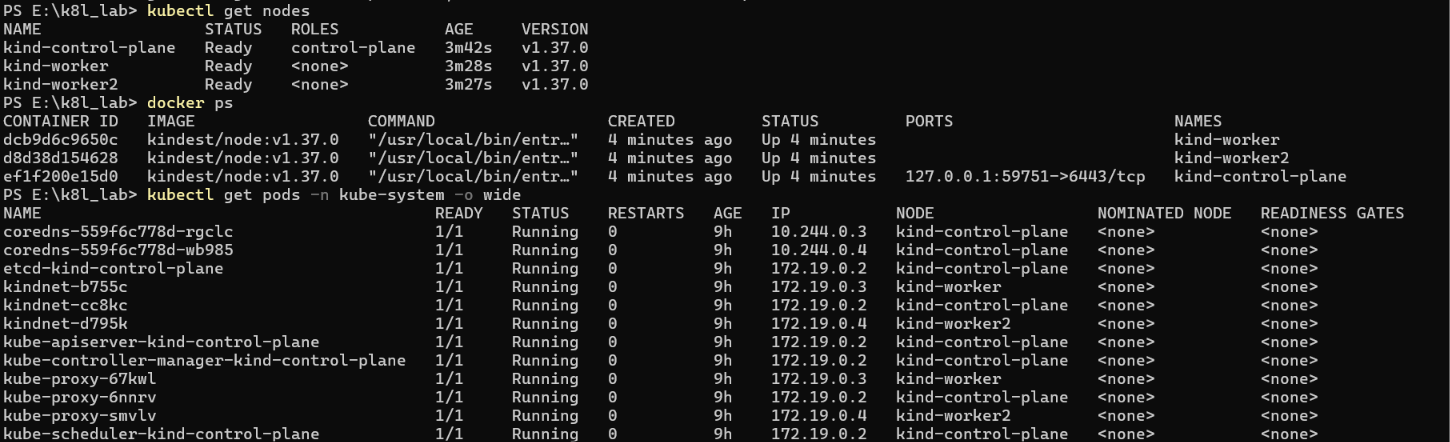 PS E:\k8l_lab> kubectl get nodes
NAME                 STATUS   ROLES           AGE     VERSION
kind-control-plane   Ready    control-plane   3m42s   v1.37.0
kind-worker          Ready    <none>          3m28s   v1.37.0
kind-worker2         Ready    <none>          3m27s   v1.37.0
PS E:\k8l_lab> docker ps
CONTAINER ID   IMAGE                  COMMAND                  CREATED         STATUS         PORTS                       NAMES
dcb9d6c9650c   kindest/node:v1.37.0   "/usr/local/bin/entr…"   4 minutes ago   Up 4 minutes                               kind-worker
d8d38d154628   kindest/node:v1.37.0   "/usr/local/bin/entr…"   4 minutes ago   Up 4 minutes                               kind-worker2
ef1f200e15d0   kindest/node:v1.37.0   "/usr/local/bin/entr…"   4 minutes ago   Up 4 minutes   127.0.0.1:59751->6443/tcp   kind-control-plane
PS E:\k8l_lab> kubectl get pods -n kube-system -o wide
NAME                                         READY   STATUS    RESTARTS   AGE   IP           NODE                 NOMINATED NODE   READINESS GATES
coredns-559f6c778d-rgclc                     1/1     Running   0          9h    10.244.0.3   kind-control-plane   <none>           <none>
coredns-559f6c778d-wb985                     1/1     Running   0          9h    10.244.0.4   kind-control-plane   <none>           <none>
etcd-kind-control-plane                      1/1     Running   0          9h    172.19.0.2   kind-control-plane   <none>           <none>
kindnet-b755c                                1/1     Running   0          9h    172.19.0.3   kind-worker          <none>           <none>
kindnet-cc8kc                                1/1     Running   0          9h    172.19.0.2   kind-control-plane   <none>           <none>
kindnet-d795k                                1/1     Running   0          9h    172.19.0.4   kind-worker2         <none>           <none>
kube-apiserver-kind-control-plane            1/1     Running   0          9h    172.19.0.2   kind-control-plane   <none>           <none>
kube-controller-manager-kind-control-plane   1/1     Running   0          9h    172.19.0.2   kind-control-plane   <none>           <none>
kube-proxy-67kwl                             1/1     Running   0          9h    172.19.0.3   kind-worker          <none>           <none>
kube-proxy-6nnrv                             1/1     Running   0          9h    172.19.0.2   kind-control-plane   <none>           <none>
kube-proxy-smvlv                             1/1     Running   0          9h    172.19.0.4   kind-worker2         <none>           <none>
kube-scheduler-kind-control-plane            1/1     Running   0          9h    172.19.0.2   kind-control-plane   <none>           <none>